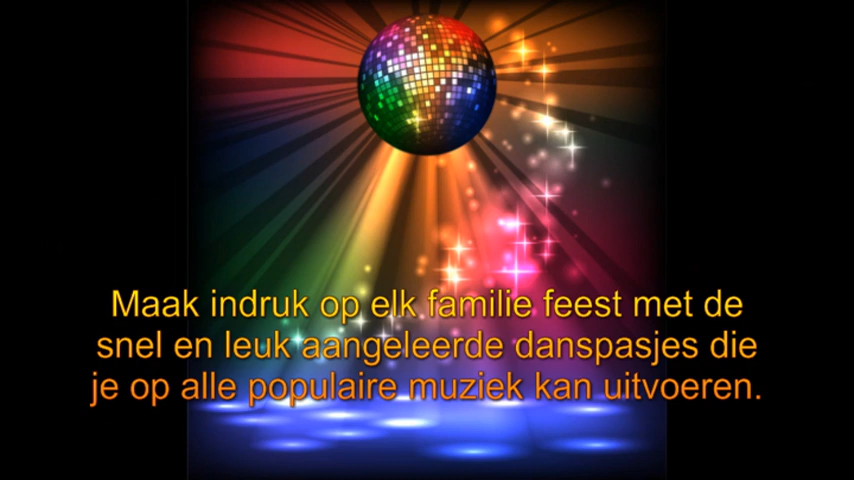 Maak indruk op elk familie feest met de
snel en leuk aangeleerde danspasjes die
je op alle populaire muziek kan uitvoeren.